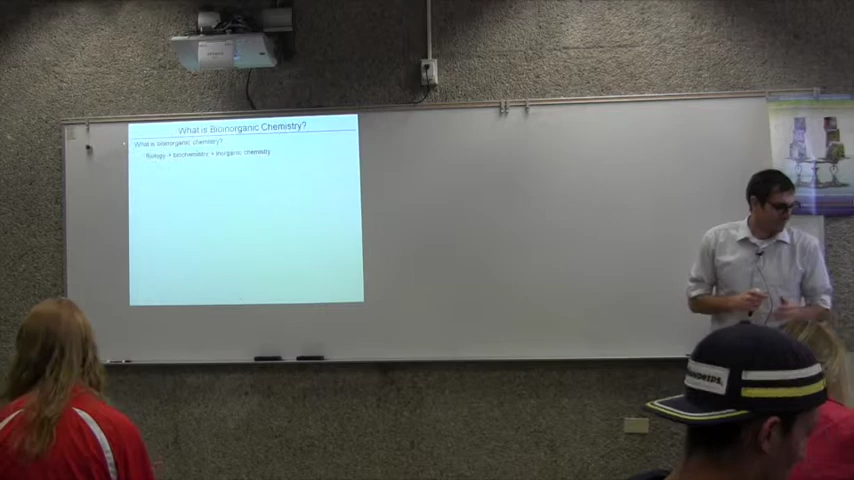 What is Bioinorganic Chemistry?
What is bioinorganic chemistry?
Biology + biochemistry + inorganic chemistry